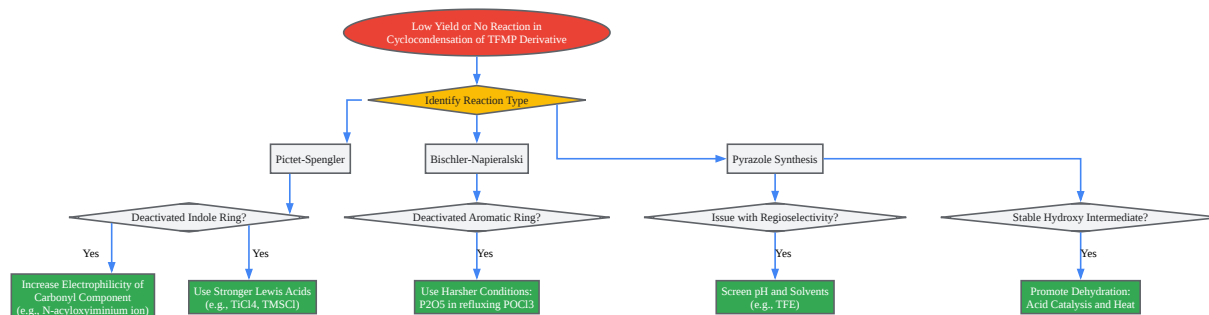 Low Yield or No Reaction in
Cyclocondensation of TFMP Derivative
Identify Reaction Type
Pictet-Spengler
Bischler-Napieralski
Pyrazole Synthesis
Deactivated Indole Ring?
Deactivated Aromatic Ring?
Issue with Regioselectivity?
Stable Hydroxy Intermediate?
Yes
Yes
Yes
Yes
Yes
Increase Electrophilicity of
Carbonyl Component
(e.g., N-acyloxyiminium ion)
Use Stronger Lewis Acids
(e.g., TiCl4, TMSCl)
Use Harsher Conditions:
P2O5 in refluxing POCl3
Screen pH and Solvents
(e.g., TFE)
Promote Dehydration:
Acid Catalysis and Heat